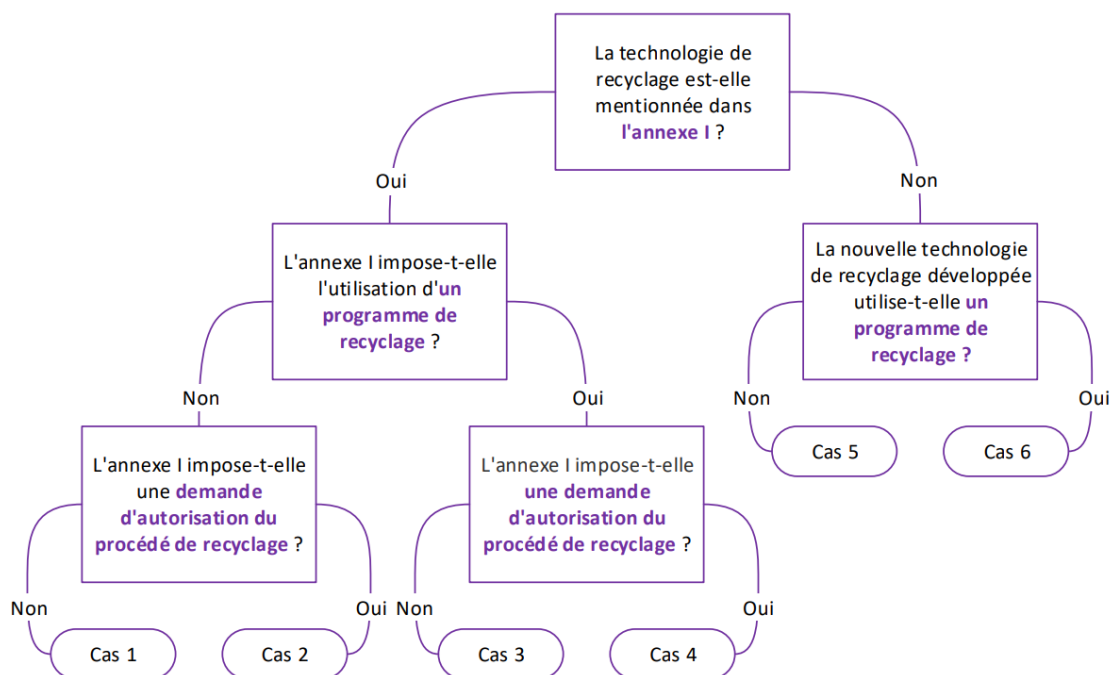 La technologie de
recyclage est-elle
mentionnée dans
l'annexe I ?
Oui
Non
L'annexe I impose-t-elle
l'utilisation d'un
programme de
recyclage ?
La nouvelle technologie
de recyclage développée
utilise-t-elle un
programme de
recyclage ?
Non
Oui
Non
Oui
L'annexe I impose-t-elle
une demande
d'autorisation du
procédé de recyclage ?
L'annexe I impose-t-elle
une demande
d'autorisation du
procédé de recyclage ?
Cas 5
Cas 6
Non
Oui
Non
Oui
Cas 1
Cas 2
Cas 3
Cas 4